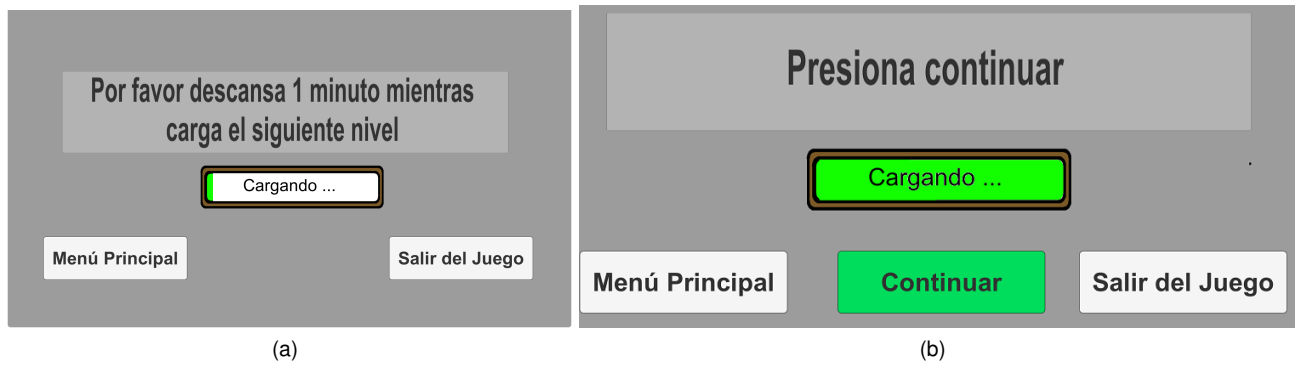 Por favor descansa 1 minuto mientras
carga el siguiente nivel
Cargando ...
Menú Principal
Salir del Juego
(a)
Presiona continuar
Cargando ...
Menú Principal
Continuar
Salir del Juego
(b)